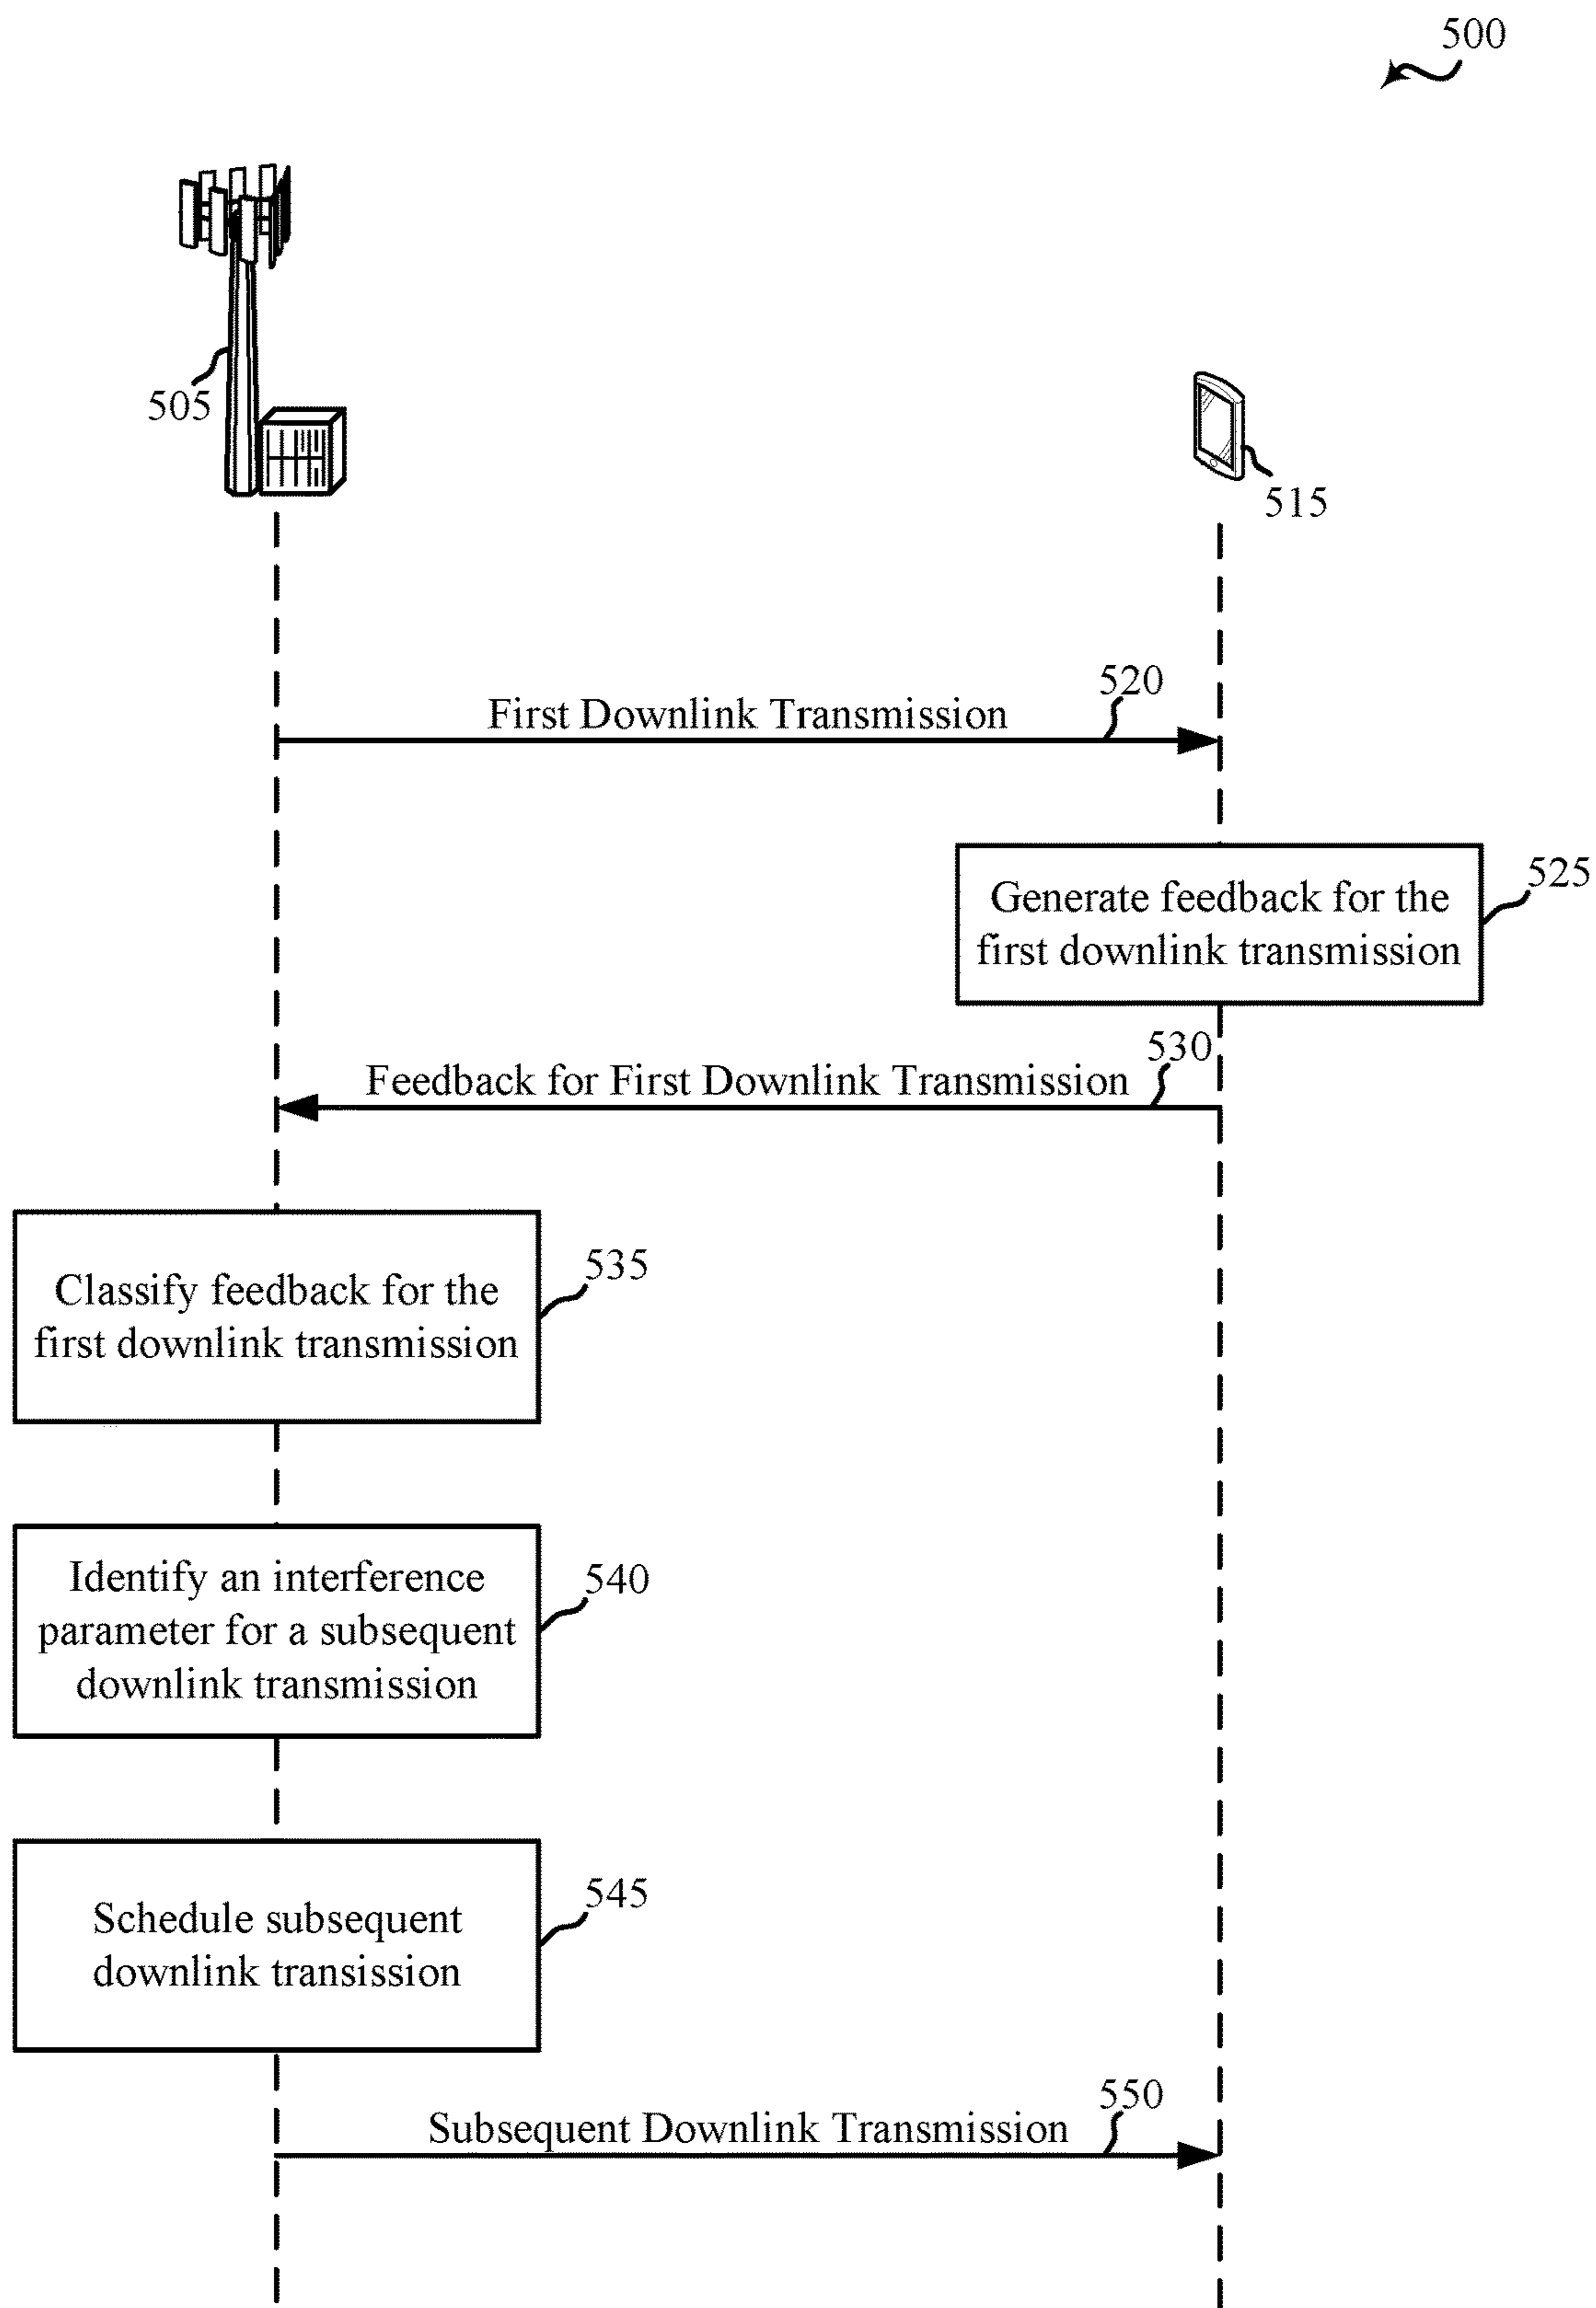 500
505
515
520
First Downlink Transmission
525
Generate feedback for the
first downlink transmission
530
Feedback for First Downlink Transmission
535
Classify feedback for the
first downlink transmission
Identify an interference
540
parameter for a subsequent
downlink transmission
545
Schedule subsequent
downlink transission
550
Subsequent Downlink Transmission